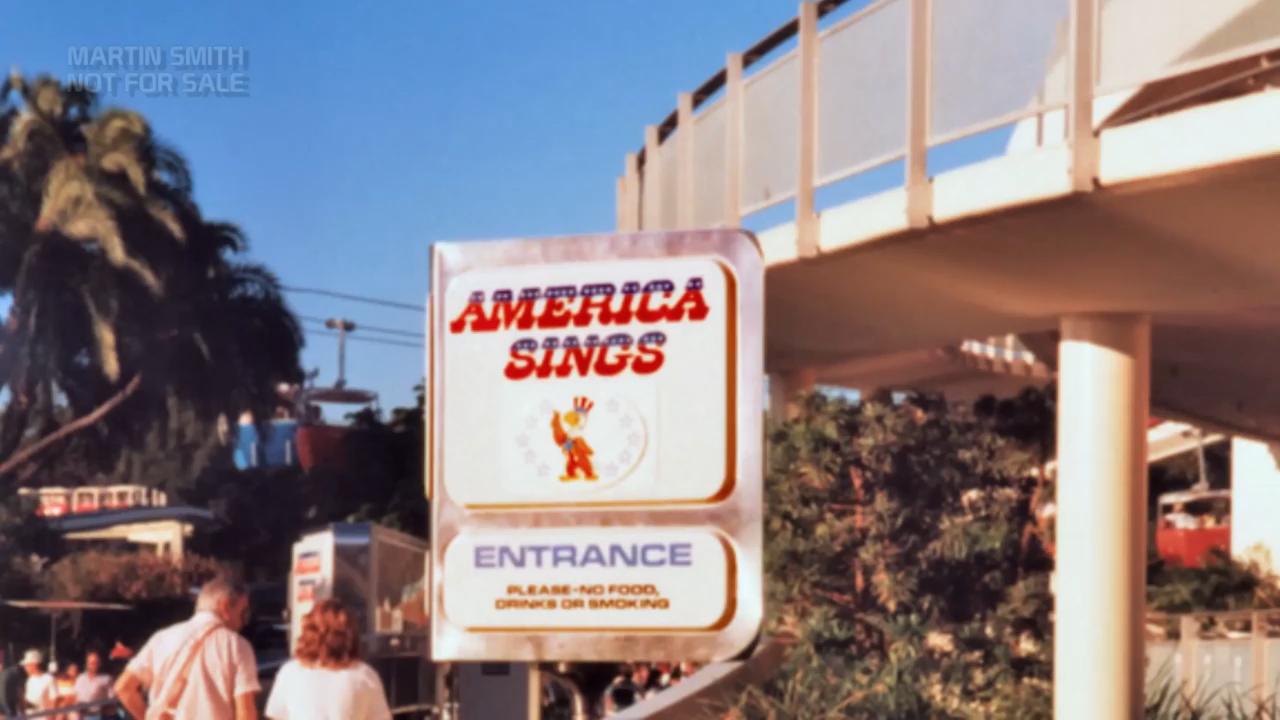 MARTIN SMITH
NOT FOR SALE
AMERICA
SINGS
ENTRANCE
PLEASE-NO FOOD,
DRINKS OR SMOKING